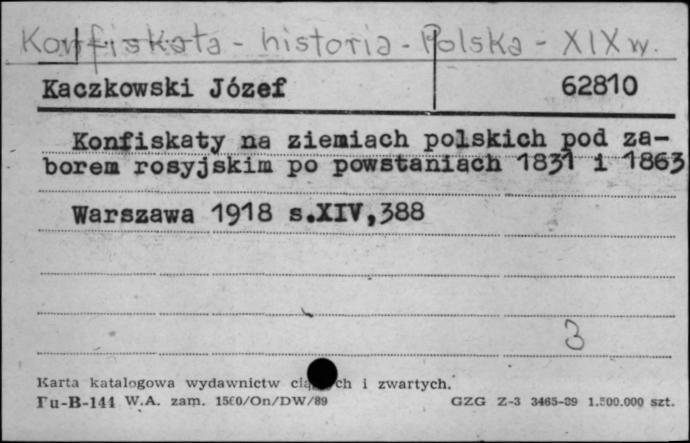 Konfiskata - historia - Polska - XIX w.
Kaczkowski Józef 62810
Konfiskaty na ziemiach polskich pod za-
borem rosyjskim po powstaniach 1831 i 1863
Warszawa 1918 s.XIV,388
3
Karta katalogowa wydawnictw ch i zwartych.
Pu-B-144 W.A. zam. /On/DW/89 GZG Z-3 3465-89 1.500.000 szt.